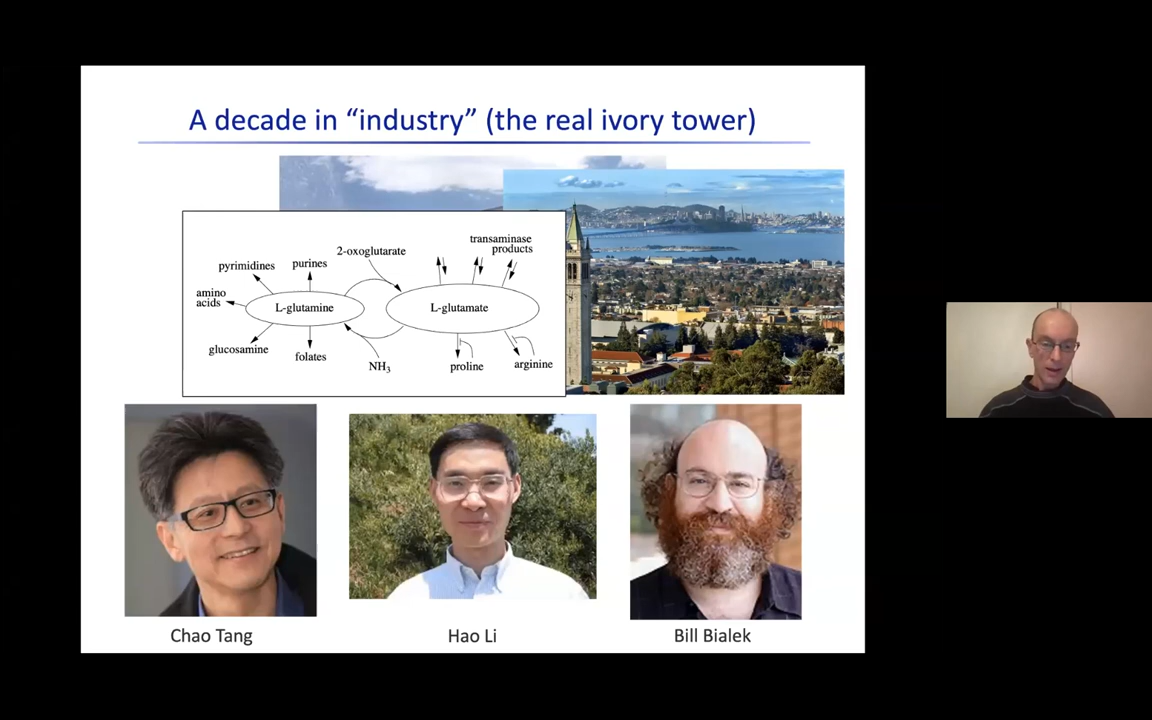 A decade in “industry” (the real ivory tower)
transaminase
products
2-oxoglutarate
purines
pyrimidines
amino
acids
L-glutamine
L-glutamate
glucosamine
folates
NH3
proline
arginine
Chao Tang
Hao Li
Bill Bialek